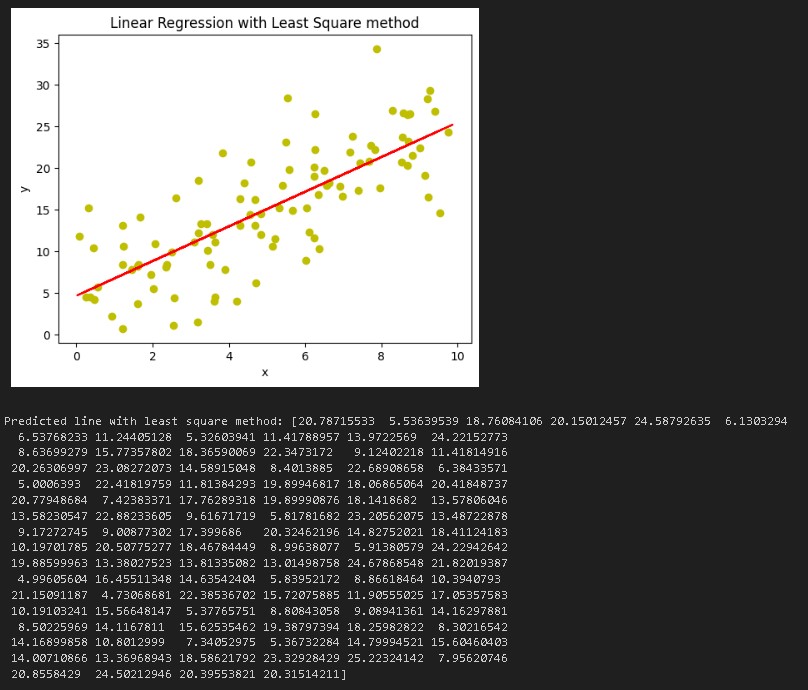 Linear Regression with Least Square method
35
30
25
20
15
10
5
0
y
0 2 4 6 8 10
x
Predicted line with least square method: [20.78715533 5.53639539 18.76084106 20.15012457 24.58792635 6.1303294
6.53768233 11.24405128 5.32603941 11.41788957 13.9722569 24.22152773
8.63699279 15.77357802 18.36590069 22.3473172 9.12402218 11.41814916
20.26306997 23.08272073 14.58915048 8.4013885 22.68908658 6.38433571
5.0006393 22.41819759 11.81384293 19.89946817 18.06865064 20.41848737
20.77948684 7.42383371 17.76289318 19.89990876 18.1418682 13.57806046
13.58230547 22.88233605 9.61671719 5.81781682 23.20562075 13.48722878
9.17272745 9.00877302 17.399686 20.32462196 14.82752021 18.41124183
10.19701785 20.50775277 18.46784449 8.99638077 5.91380579 24.22942642
19.88599963 13.38027523 13.81335082 13.01498758 24.67868548 21.82019387
4.99605604 16.45511348 14.63542404 5.83952172 8.86618464 10.3940793
21.15091187 4.73068681 22.38536702 15.72075885 11.90555025 17.05357583
10.19103241 15.56648147 5.37765751 8.80843058 9.08941361 14.16297881
8.50225969 14.1167811 15.62535462 19.38797394 18.25982822 8.30216542
14.16899858 10.8012999 7.34052975 5.36732284 14.79994521 15.60460403
14.00710866 13.36968943 18.58621792 23.32928429 25.22324142 7.95620746
20.8558429 24.50212946 20.39553821 20.31514211]